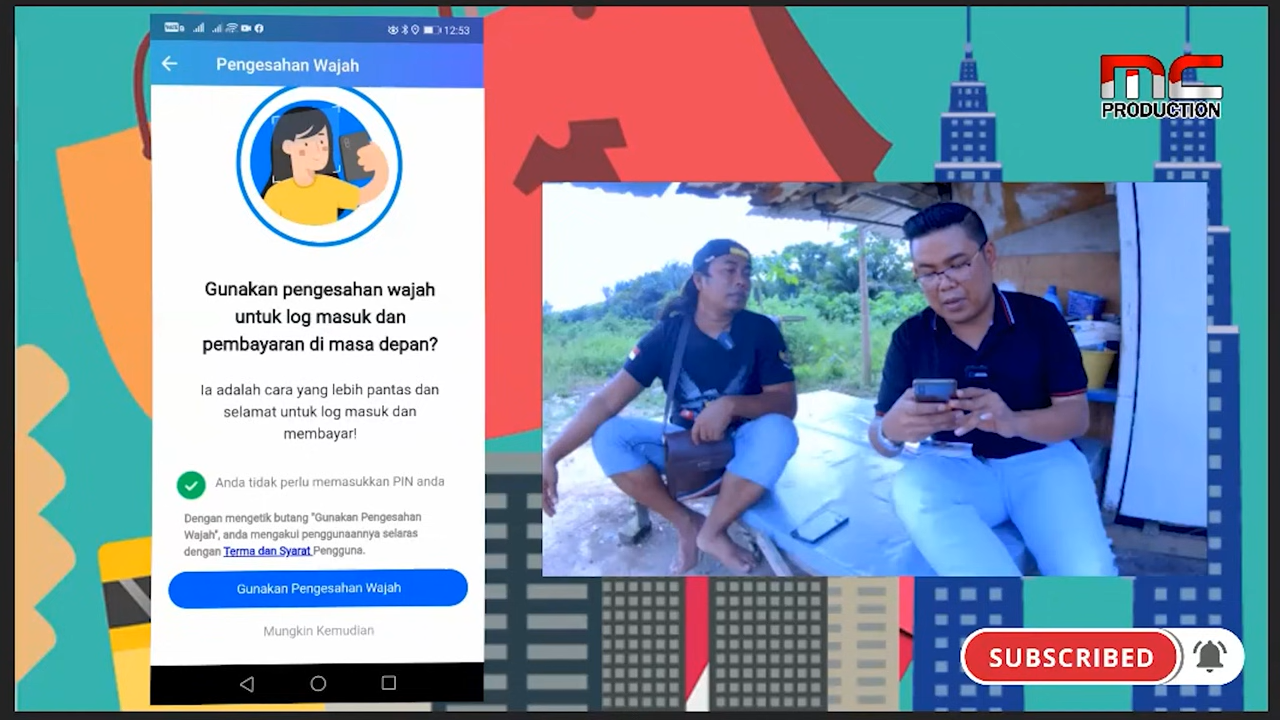 12:53
Pengesahan Wajah
Gunakan pengesahan wajah
untuk log masuk dan
pembayaran di masa depan?
Ia adalah cara yang lebih pantas dan
selamat untuk log masuk dan
membayar!
Anda tidak perlu memasukkan PIN anda
Dengan mengetik butang "Gunakan Pengesahan
Wajah", anda mengakui penggunaannya selaras
dengan Terma dan Syarat Pengguna.
Gunakan Pengesahan Wajah
Mungkin Kemudian
MC
PRODUCTION
SUBSCRIBED